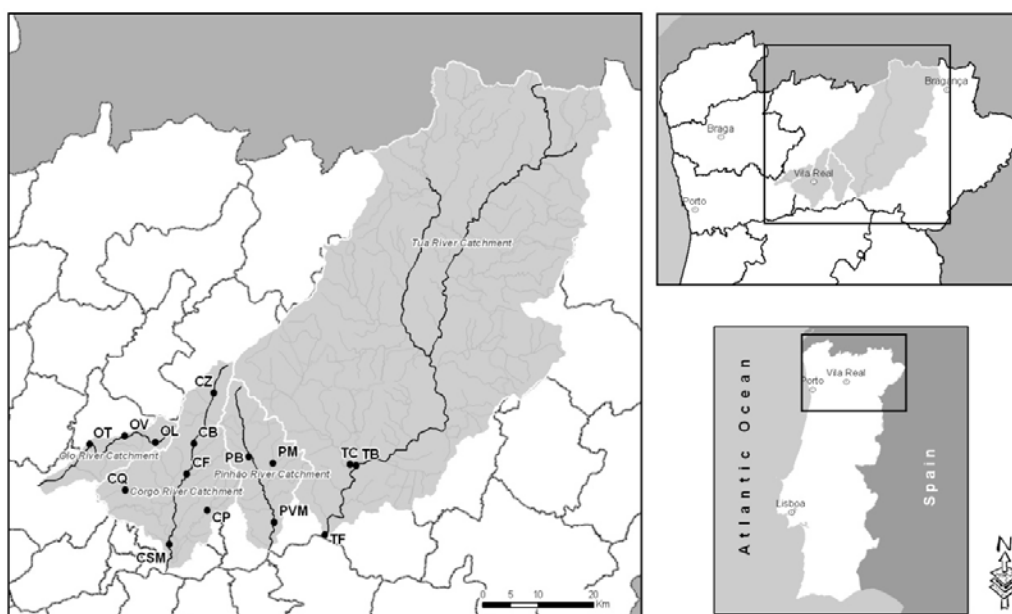 Tua River Catchment
CZ
OT
OV
OL
CB
Olo River Catchment
PB
PM
TC
TB
CF
Pinhão River Catchment
CQ
Corgo River Catchment
CP
PVM
TF
CSM
0
5
10
20
Km
Bragança
Braga
Vila Real
Porto
Porto
Vila Real
Atlantic Ocean
Spain
Lisboa
N